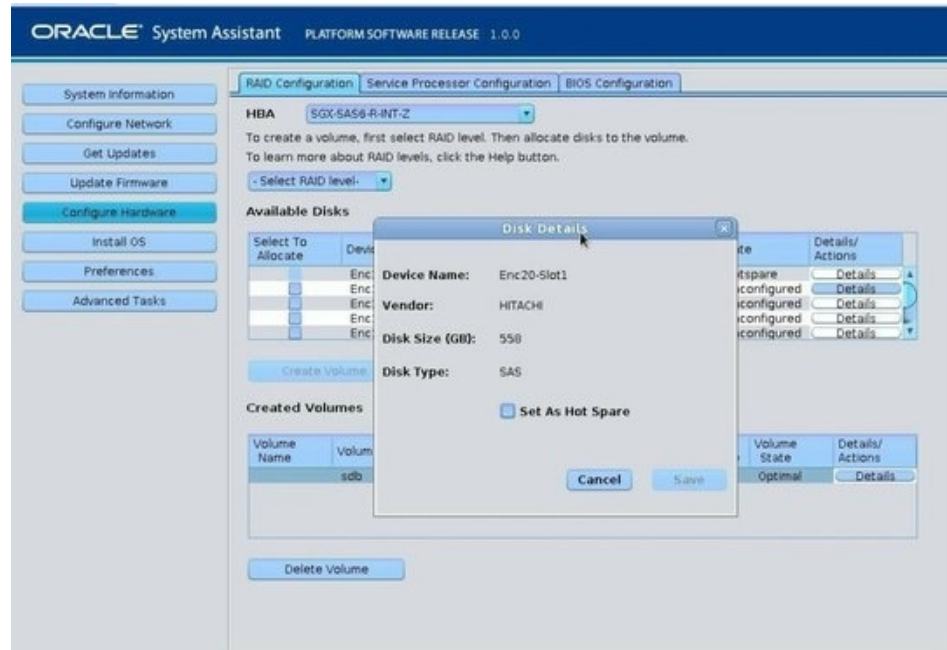 ORACLE System Assistant PLATFORM SOFTWARE RELEASE 1.0.0
System Information
Configure Network
Get Updates
Update Firmware
Configure Hardware
Install OS
Preferences
Advanced Tasks
RAID Configuration Service Processor Configuration BIOS Configuration
HBA SGX-SAS6-R-INT-Z
To create a volume, first select RAID level. Then allocate disks to the volume.
To learn more about RAID levels, click the Help button.
- Select RAID level-
Available Disks
Select To Allocate
Details/ Actions
Details
Details
Details
Details
Details
Disk Details
Device Name: Enc20-Slot1
Vendor: HITACHI
Disk Size (GB): 558
Disk Type: SAS
Set As Hot Spare
Cancel Save
Create Volume
Created Volumes
Volume Name
Volume State
Details/ Actions
sdb Optimal Details
Delete Volume